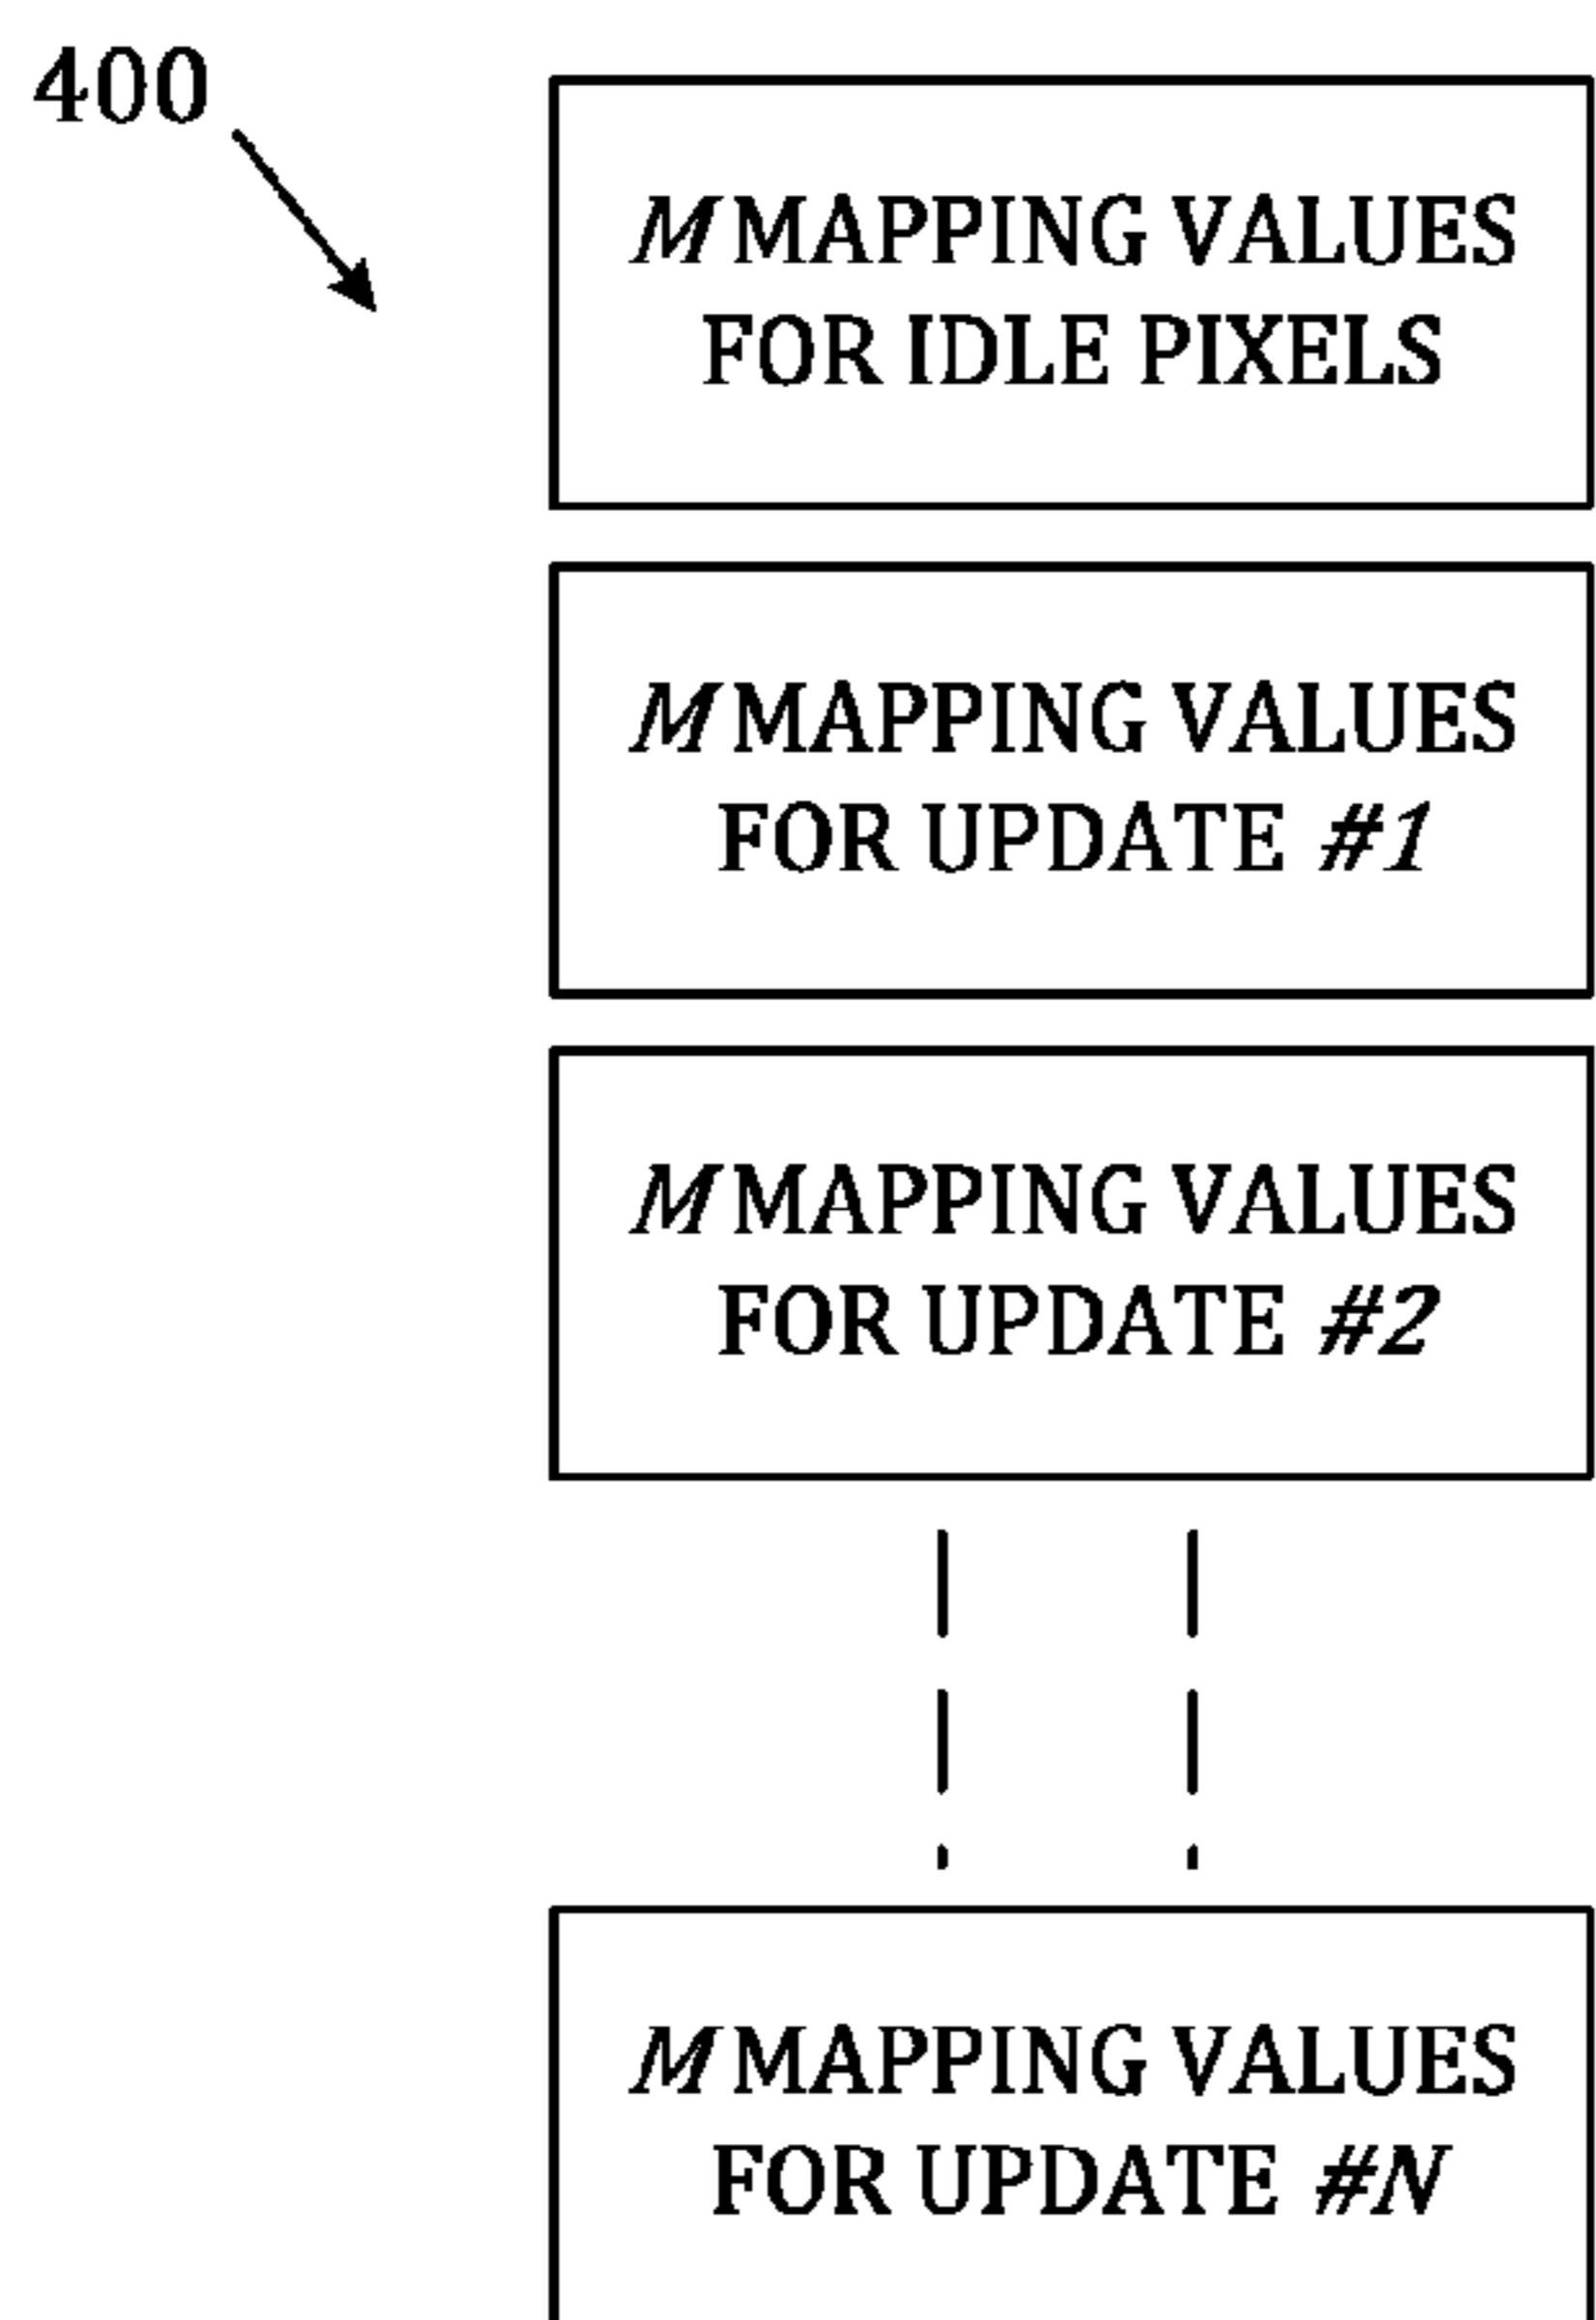 400
M MAPPING VALUES
FOR IDLE PIXELS
M MAPPING VALUES
FOR UPDATE #1
M MAPPING VALUES
FOR UPDATE #2
M MAPPING VALUES
FOR UPDATE #N